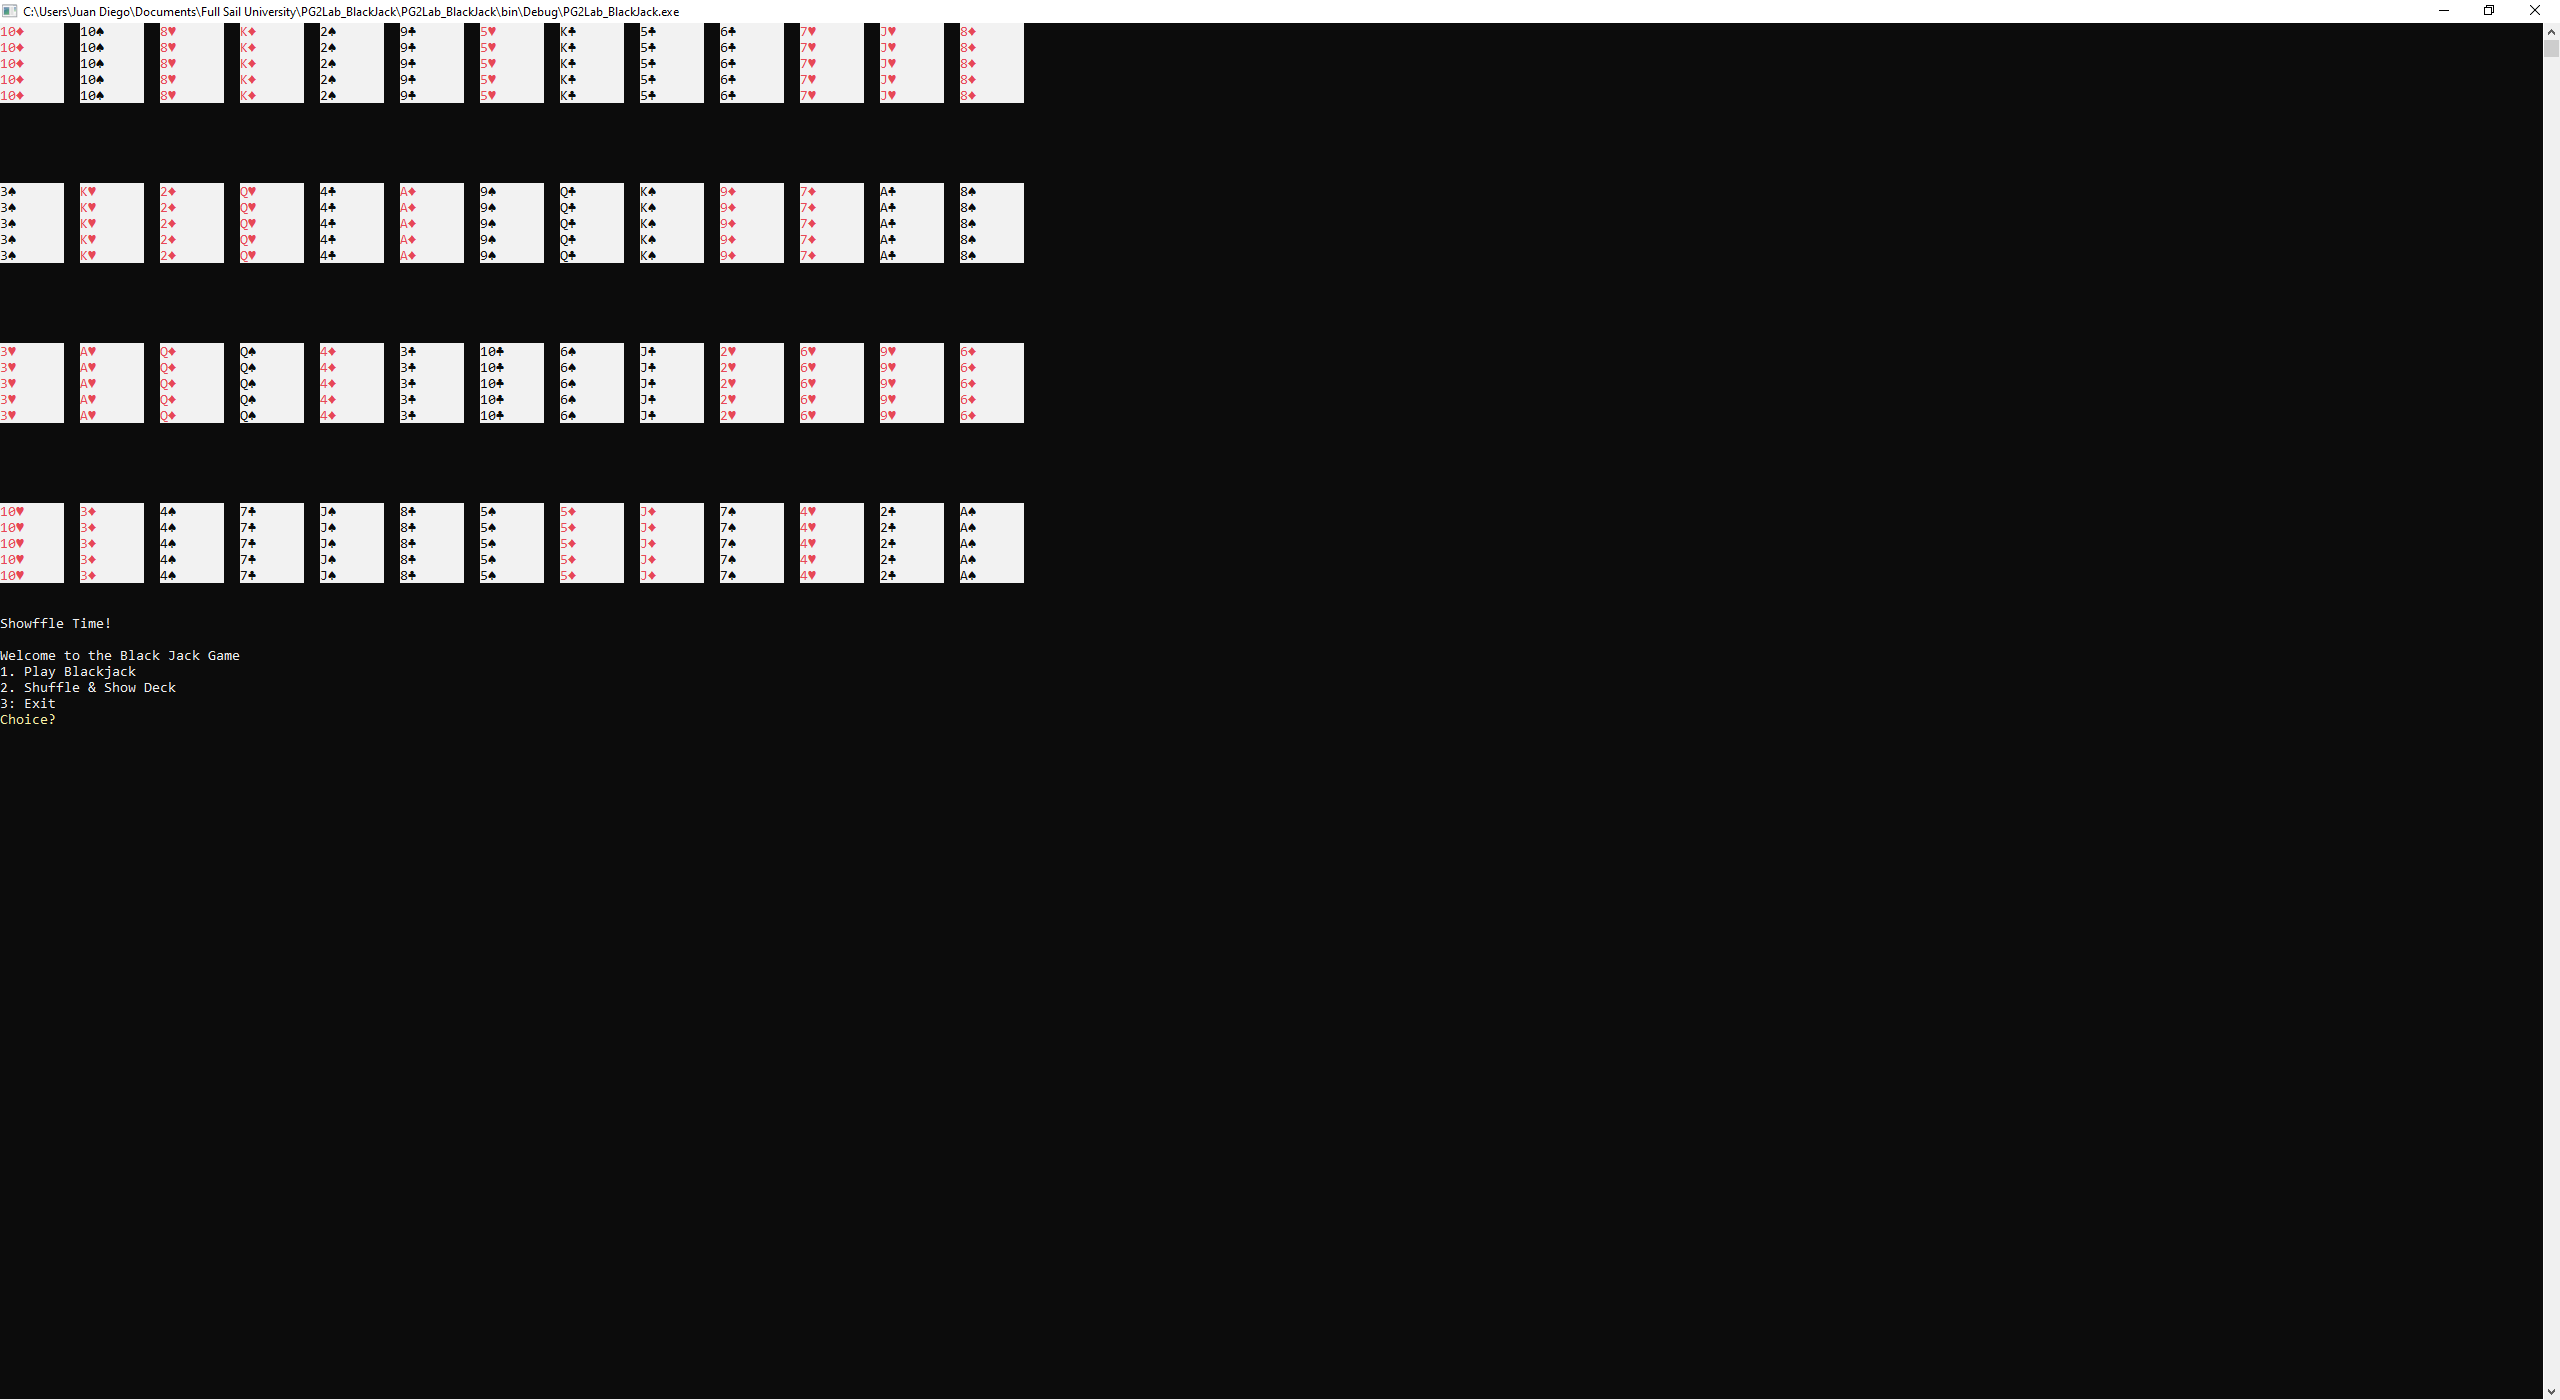 C:\Users\Juan Diego\Documents\Full Sail University\PG2Lab_BlackJack\PG2Lab_BlackJack\bin\Debug\PG2Lab_BlackJack.exe
10♦ 10♠ 8♥ K♦ 2♠ 9♣ 5♥ K♣ 5♣ 6♣ 7♥ J♥ 8♦
10♦ 10♠ 8♥ K♦ 2♠ 9♣ 5♥ K♣ 5♣ 6♣ 7♥ J♥ 8♦
10♦ 10♠ 8♥ K♦ 2♠ 9♣ 5♥ K♣ 5♣ 6♣ 7♥ J♥ 8♦
10♦ 10♠ 8♥ K♦ 2♠ 9♣ 5♥ K♣ 5♣ 6♣ 7♥ J♥ 8♦
10♦ 10♠ 8♥ K♦ 2♠ 9♣ 5♥ K♣ 5♣ 6♣ 7♥ J♥ 8♦
3♠ K♥ 2♦ Q♥ 4♣ A♦ 9♠ Q♣ K♠ 9♦ 7♦ A♣ 8♠
3♠ K♥ 2♦ Q♥ 4♣ A♦ 9♠ Q♣ K♠ 9♦ 7♦ A♣ 8♠
3♠ K♥ 2♦ Q♥ 4♣ A♦ 9♠ Q♣ K♠ 9♦ 7♦ A♣ 8♠
3♠ K♥ 2♦ Q♥ 4♣ A♦ 9♠ Q♣ K♠ 9♦ 7♦ A♣ 8♠
3♠ K♥ 2♦ Q♥ 4♣ A♦ 9♠ Q♣ K♠ 9♦ 7♦ A♣ 8♠
3♥ A♥ Q♦ Q♠ 4♦ 3♣ 10♣ 6♠ J♣ 2♥ 6♥ 9♥ 6♦
3♥ A♥ Q♦ Q♠ 4♦ 3♣ 10♣ 6♠ J♣ 2♥ 6♥ 9♥ 6♦
3♥ A♥ Q♦ Q♠ 4♦ 3♣ 10♣ 6♠ J♣ 2♥ 6♥ 9♥ 6♦
3♥ A♥ Q♦ Q♠ 4♦ 3♣ 10♣ 6♠ J♣ 2♥ 6♥ 9♥ 6♦
3♥ A♥ Q♦ Q♠ 4♦ 3♣ 10♣ 6♠ J♣ 2♥ 6♥ 9♥ 6♦
10♥ 3♦ 4♠ 7♣ J♠ 8♣ 5♠ 5♦ J♦ 7♠ 4♥ 2♣ A♠
10♥ 3♦ 4♠ 7♣ J♠ 8♣ 5♠ 5♦ J♦ 7♠ 4♥ 2♣ A♠
10♥ 3♦ 4♠ 7♣ J♠ 8♣ 5♠ 5♦ J♦ 7♠ 4♥ 2♣ A♠
10♥ 3♦ 4♠ 7♣ J♠ 8♣ 5♠ 5♦ J♦ 7♠ 4♥ 2♣ A♠
10♥ 3♦ 4♠ 7♣ J♠ 8♣ 5♠ 5♦ J♦ 7♠ 4♥ 2♣ A♠
Showffle Time!
Welcome to the Black Jack Game
1. Play Blackjack
2. Shuffle & Show Deck
3: Exit
Choice?